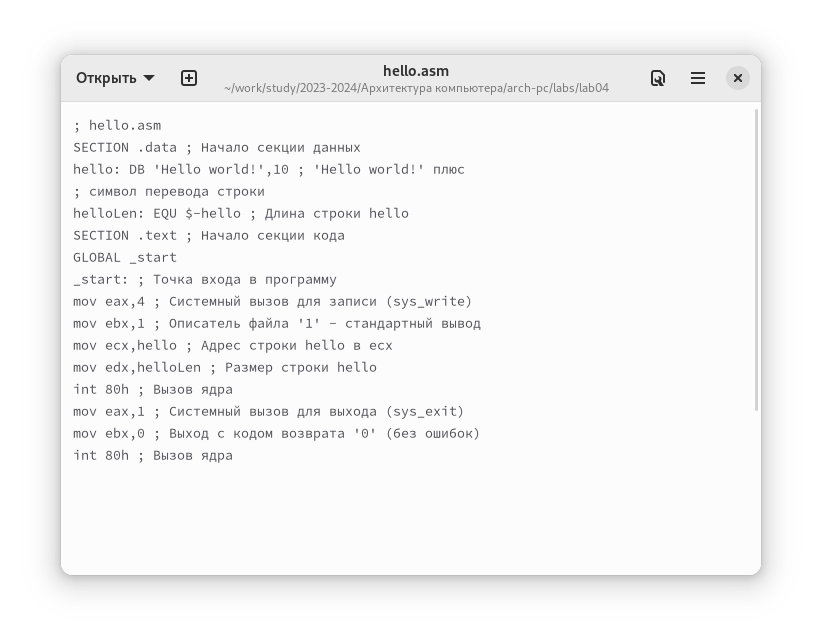 Открыть
hello.asm
~/work/study/2023-2024/Архитектура компьютера/arch-pc/labs/lab04
; hello.asm
SECTION .data ; Начало секции данных
hello: DB 'Hello world!',10 ; 'Hello world!' плюс
; символ перевода строки
helloLen: EQU $-hello ; Длина строки hello
SECTION .text ; Начало секции кода
GLOBAL _start
_start: ; Точка входа в программу
mov eax,4 ; Системный вызов для записи (sys_write)
mov ebx,1 ; Описатель файла '1' - стандартный вывод
mov ecx,hello ; Адрес строки hello в ecx
mov edx,helloLen ; Размер строки hello
int 80h ; Вызов ядра
mov eax,1 ; Системный вызов для выхода (sys_exit)
mov ebx,0 ; Выход с кодом возврата '0' (без ошибок)
int 80h ; Вызов ядра